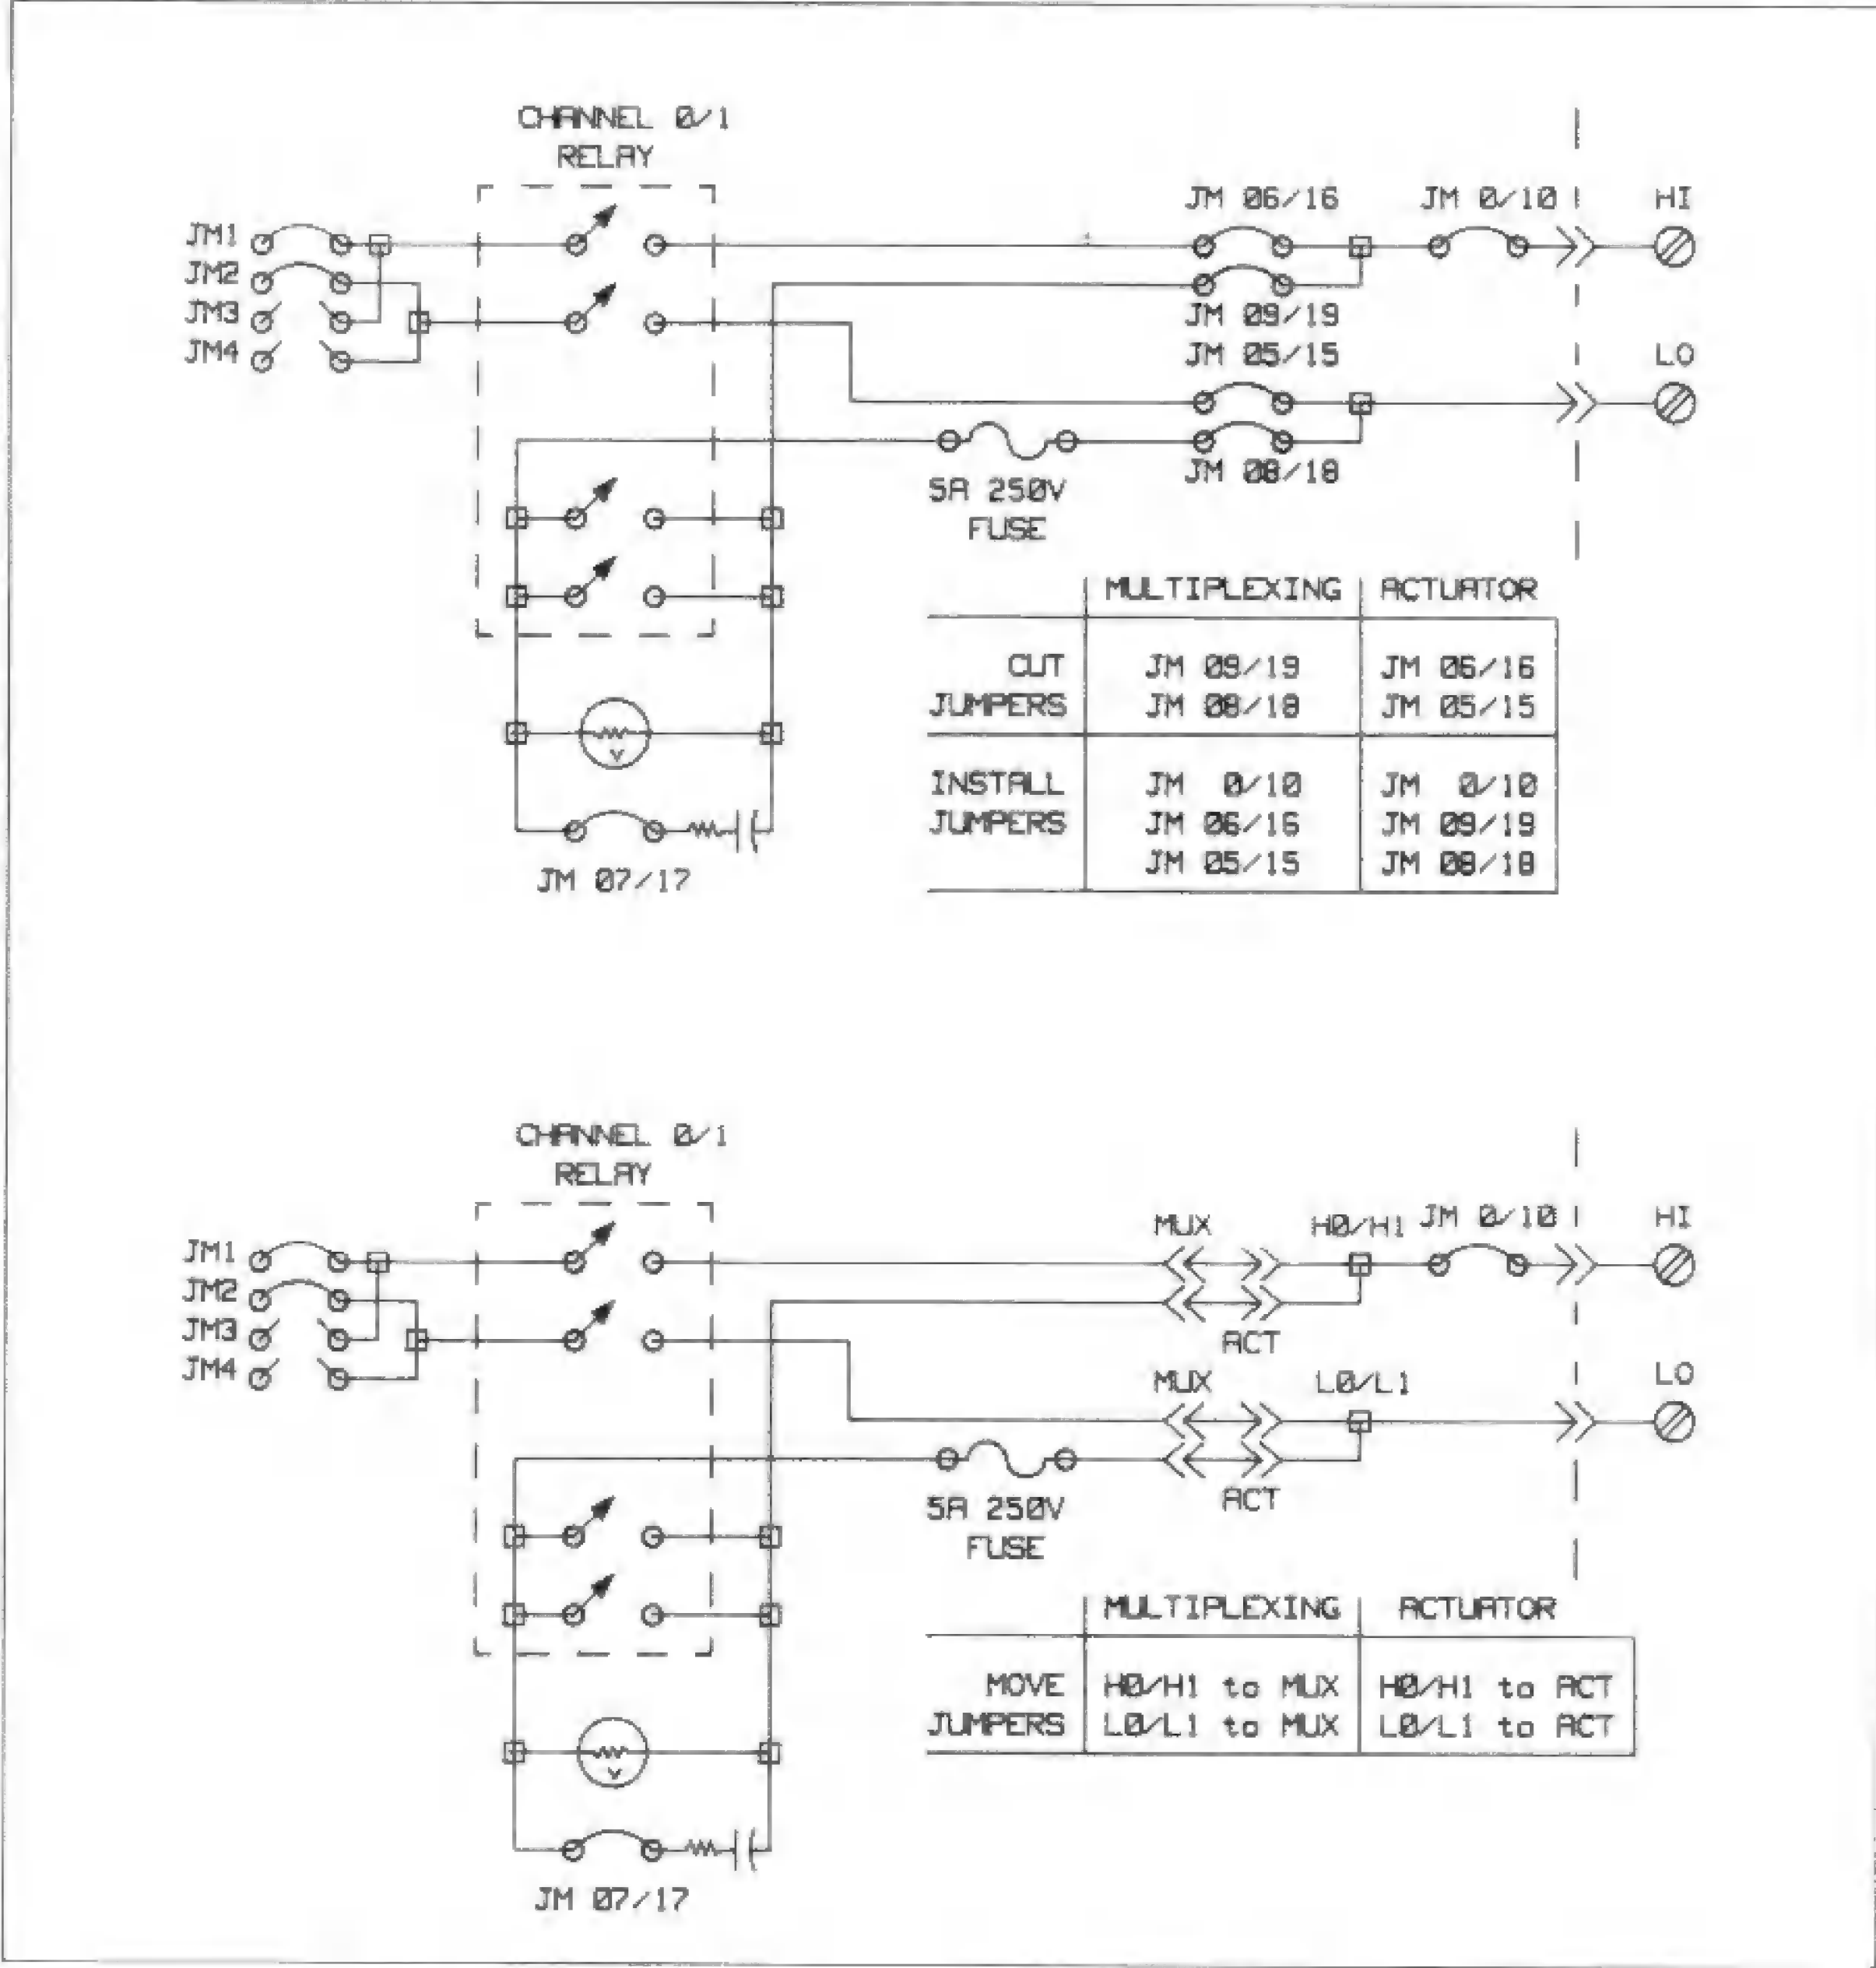 CHANNEL 0/1
RELAY
JM 06/16
JM 0/10
HI
JM1
JM2
JM3
JM4
JM 09/19
JM 05/15
LO
JM 08/18
5A 250V
FUSE
MULTIPLEXING ACTUATOR
CUT JM 09/19 JM 06/16
JUMPERS JM 08/18 JM 05/15
INSTALL JM 0/10 JM 0/10
JUMPERS JM 06/16 JM 09/19
JM 05/15 JM 08/18
JM 07/17
CHANNEL 0/1
RELAY
MUX
H0/H1
JM 0/10
HI
JM1
JM2
JM3
JM4
ACT
MUX
L0/L1
LO
ACT
5A 250V
FUSE
MULTIPLEXING ACTUATOR
MOVE H0/H1 to MUX H0/H1 to ACT
JUMPERS L0/L1 to MUX L0/L1 to ACT
V
V
JM 07/17